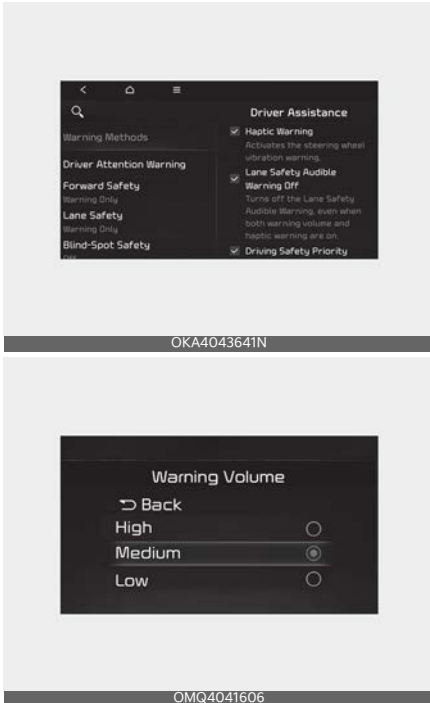 Driver Assistance
Warning Methods
Driver Attention Warning
Forward Safety
Warning Only
Lane Safety
Warning Only
Blind-Spot Safety
Off
Haptic Warning
Activates the steering wheel
vibration warning.
Lane Safety Audible
Warning Off
Turns off the Lane Safety
Audible Warning, even when
both warning volume and
haptic warning are on.
Driving Safety Priority
OKA4043641N
Warning Volume
Back
High
Medium
Low
OMQ4041606